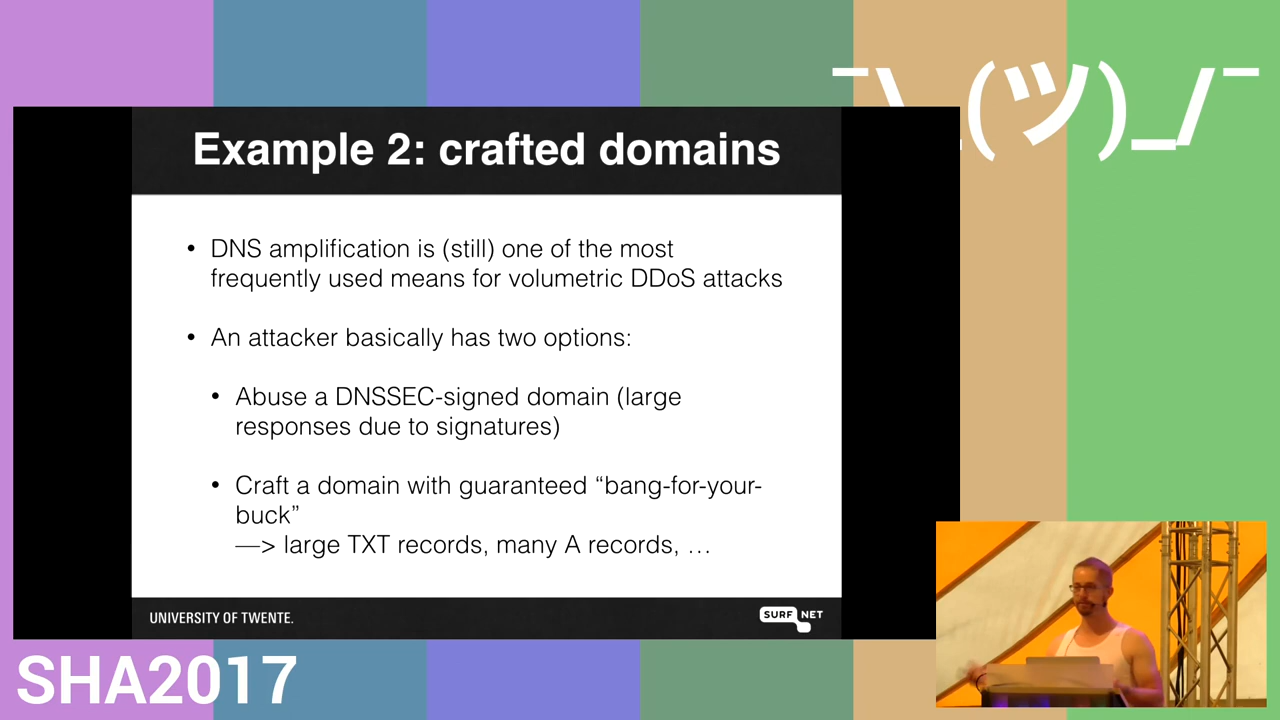 ¯\_(ツ)_/¯
Example 2: crafted domains
• DNS amplification is (still) one of the most
frequently used means for volumetric DDoS attacks
• An attacker basically has two options:
• Abuse a DNSSEC-signed domain (large
responses due to signatures)
• Craft a domain with guaranteed “bang-for-your-
buck”
—> large TXT records, many A records, …
UNIVERSITY OF TWENTE.
SURF NET
SHA2017